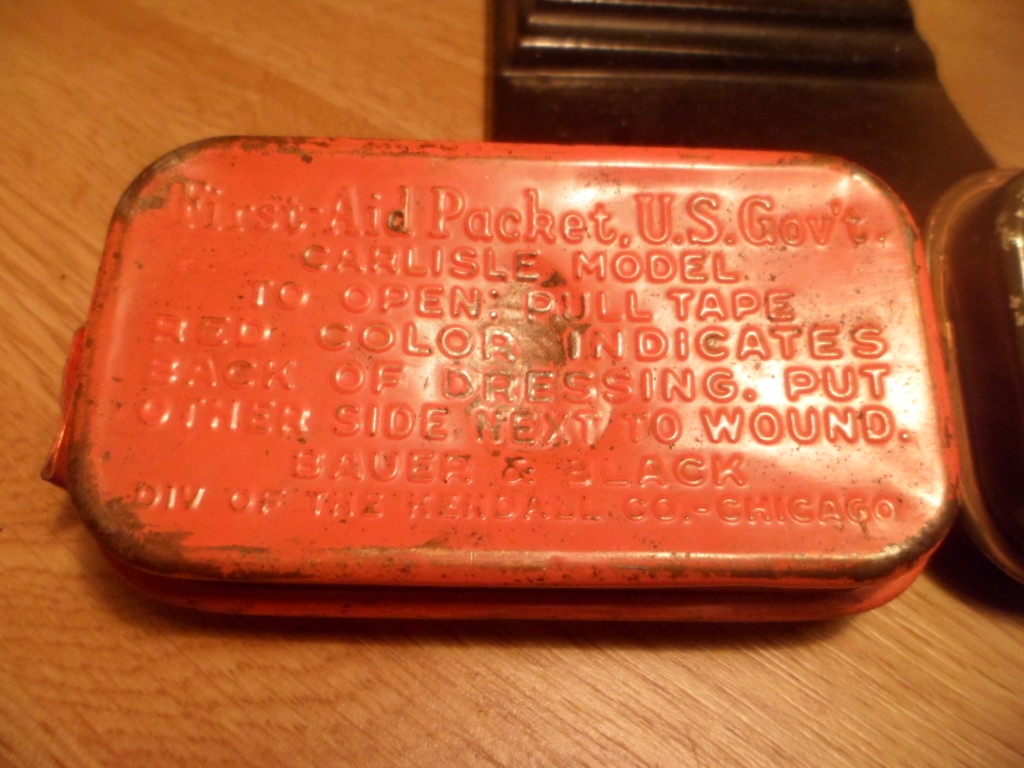 First-Aid Packet, U.S. Gov't.
CARLISLE MODEL.
TO OPEN: PULL TAPE
RED COLOR INDICATES
BACK OF DRESSING. PUT
OTHER SIDE NEXT TO WOUND.
BAUER & BLACK
DIV OF THE KENDALL CO.-CHICAGO